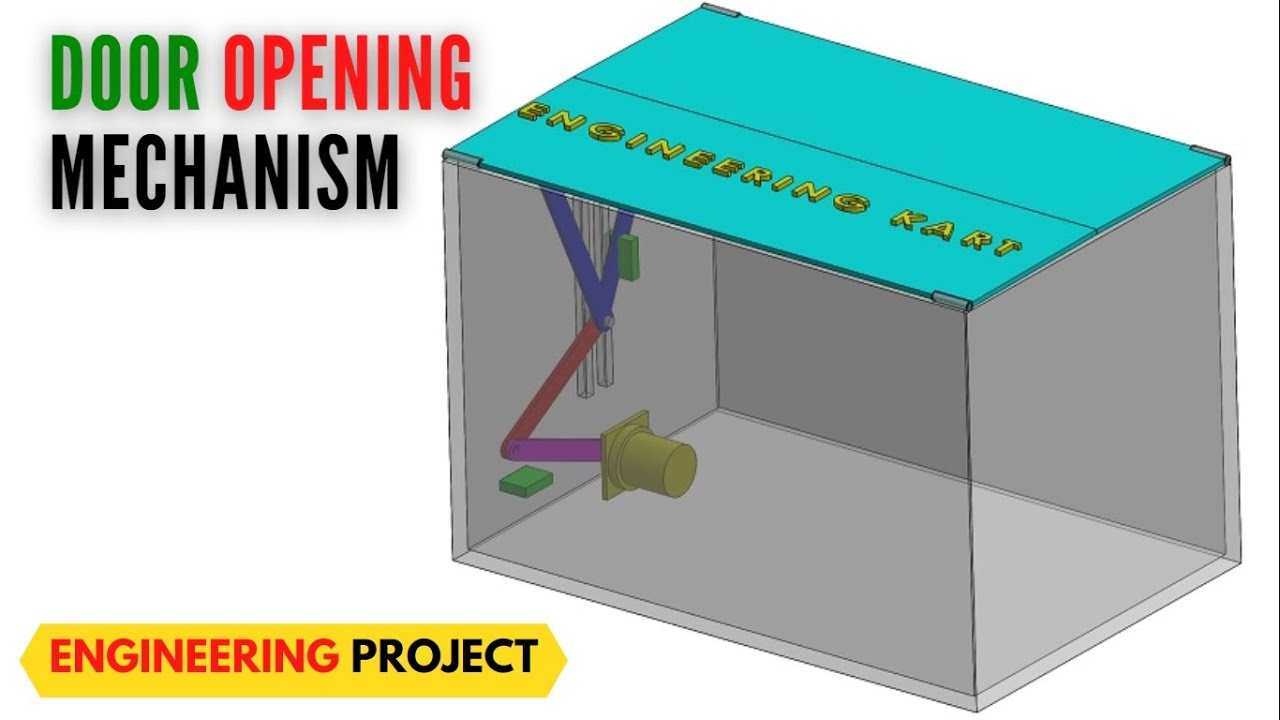 DOOR OPENING
MECHANISM
ENGINEERING KART
ENGINEERING PROJECT